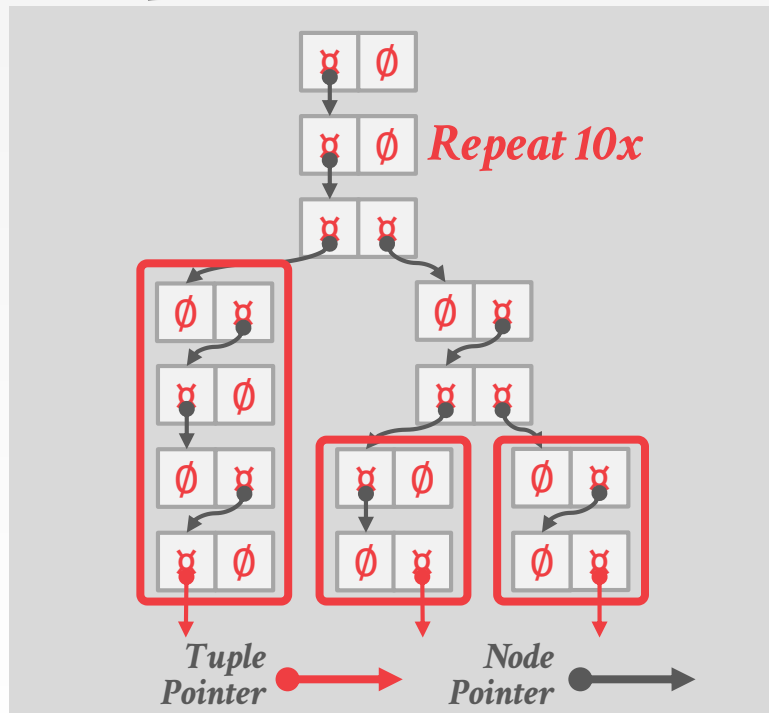 ¤ Ø
¤ Ø
Repeat 10x
¤ ¤
Ø ¤
Ø ¤
¤ Ø
¤ ¤
Ø ¤
¤ Ø
Ø ¤
¤ Ø
Ø ¤
Ø ¤
Tuple
Pointer
Node
Pointer